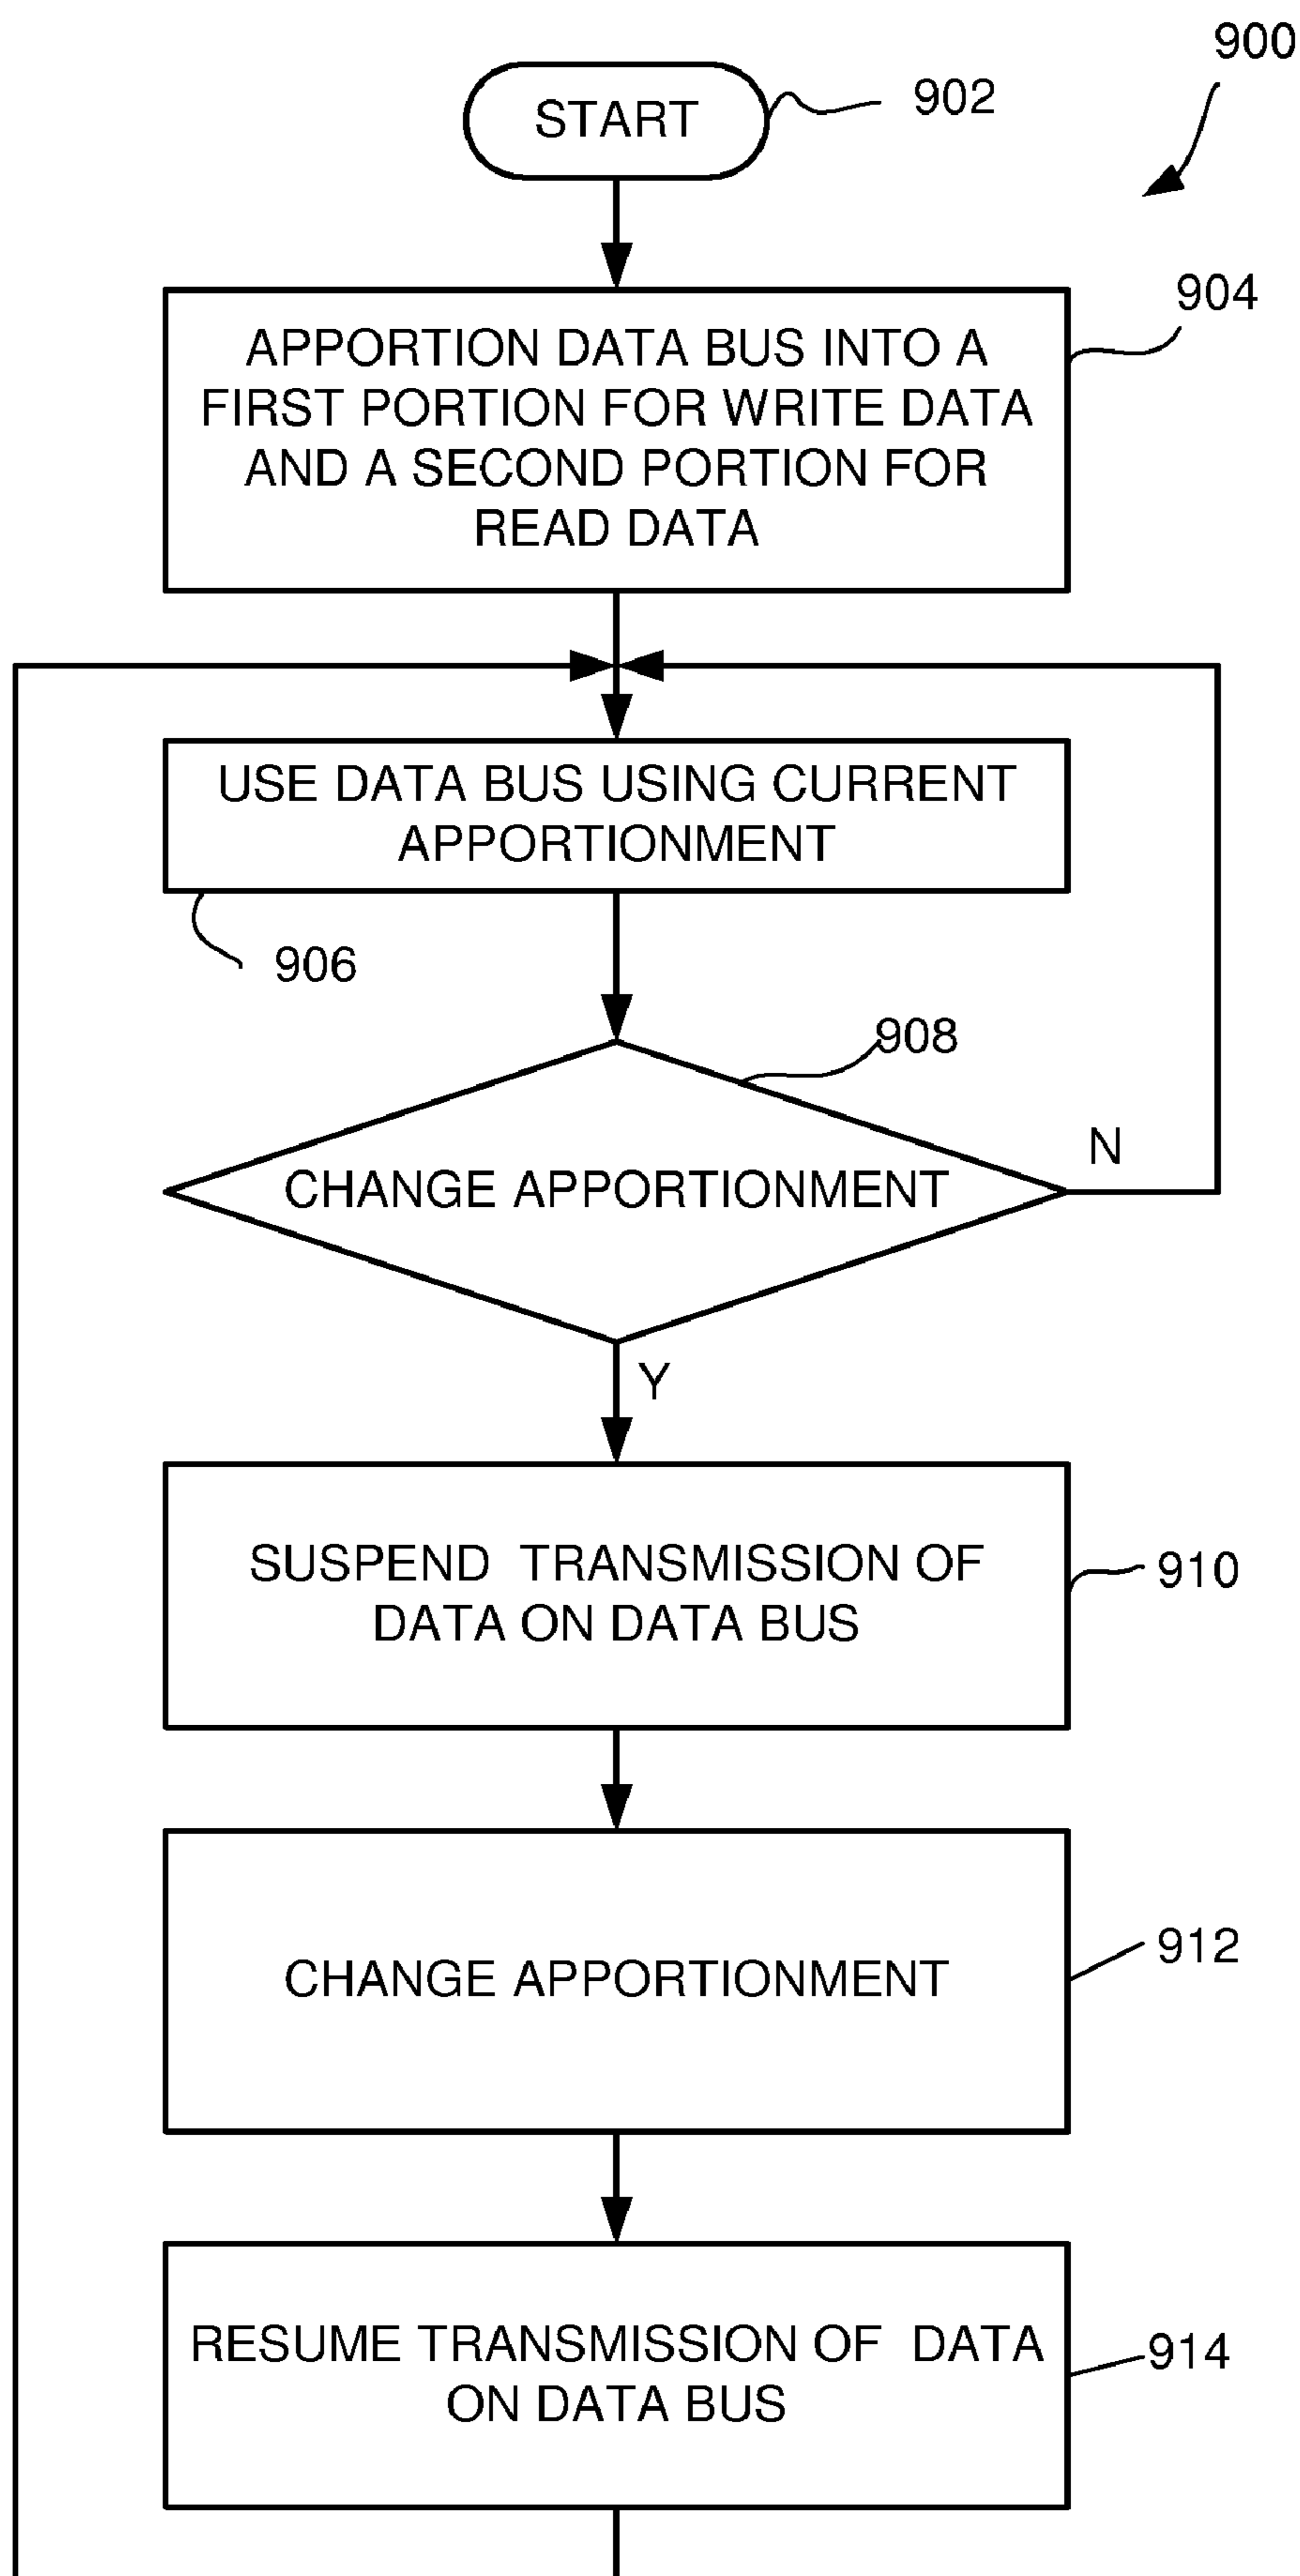 900
START
902
904
APPORTION DATA BUS INTO A
FIRST PORTION FOR WRITE DATA
AND A SECOND PORTION FOR
READ DATA
USE DATA BUS USING CURRENT
APPORTIONMENT
906
908
CHANGE APPORTIONMENT
N
Y
SUSPEND TRANSMISSION OF
DATA ON DATA BUS
910
CHANGE APPORTIONMENT
912
RESUME TRANSMISSION OF DATA
ON DATA BUS
914